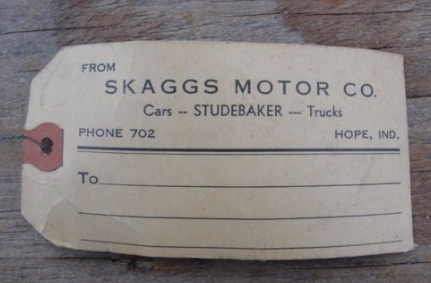 FROM
SKAGGS MOTOR CO.
Cars -- STUDEBAKER --- Trucks
PHONE 702 HOPE, IND.
To